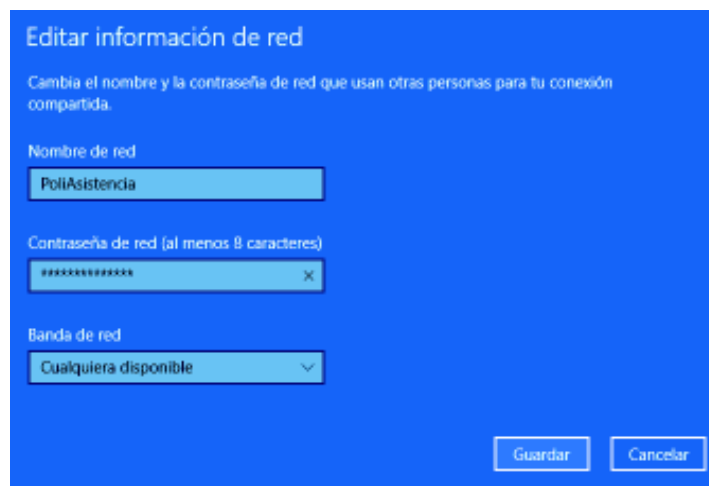 Editar información de red
Cambia el nombre y la contraseña de red que usan otras personas para tu conexión
compartida.
Nombre de red
PoliAsistencia
Contraseña de red (al menos 8 caracteres)
**************
Banda de red
Cualquiera disponible
Guardar Cancelar